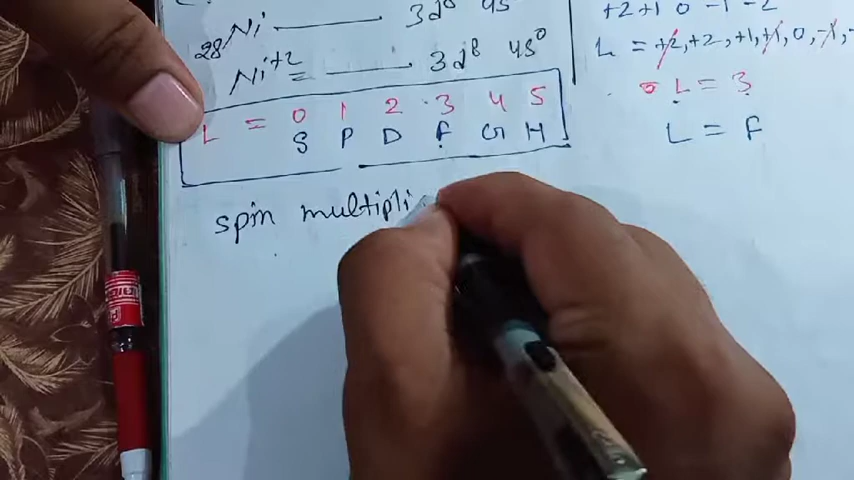 28Ni 3d8 4s
Ni+2 = 3d8 4s0
L = 0 1 2 3 4 5
S P D F G H
spin multipli
+2 +1 0 -1 -2
L = +2, +2, +1, +1, 0, -1,
L = 3
L = F